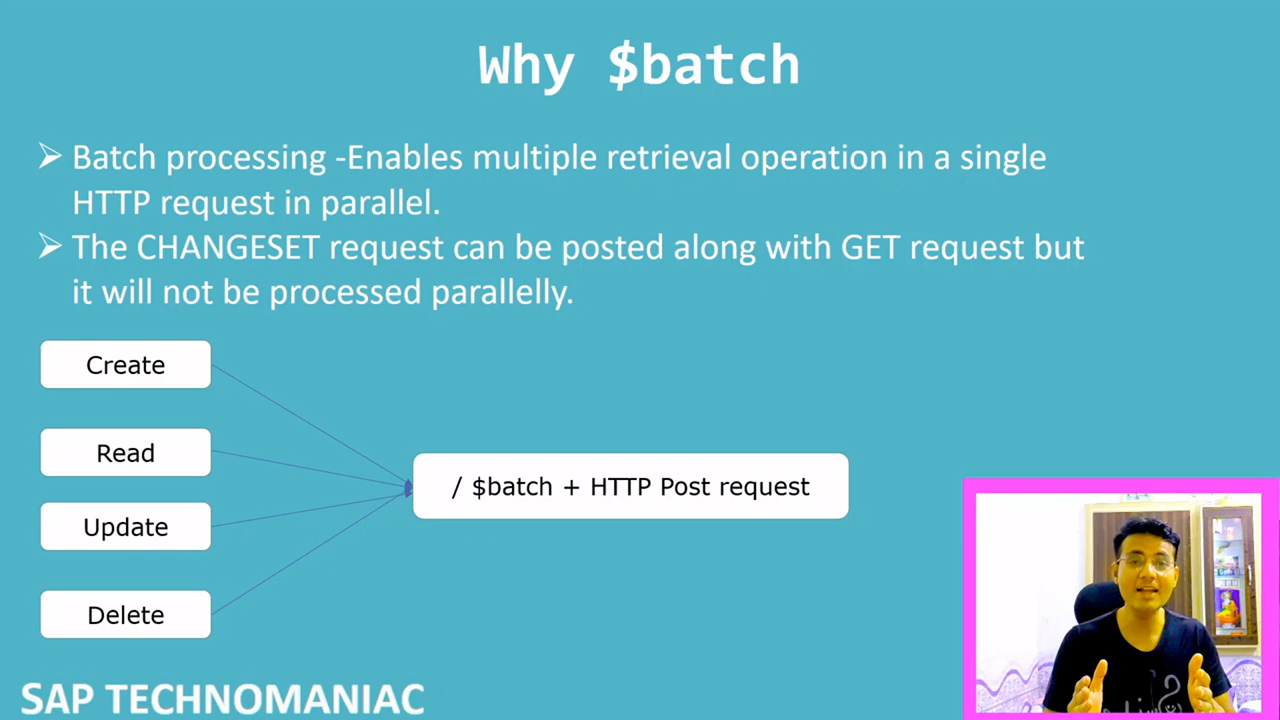 Why $batch
Batch processing -Enables multiple retrieval operation in a single
HTTP request in parallel.
The CHANGESET request can be posted along with GET request but
it will not be processed parallelly.
Create
Read
/ $batch + HTTP Post request
Update
Delete
SAP TECHNOMANIAC